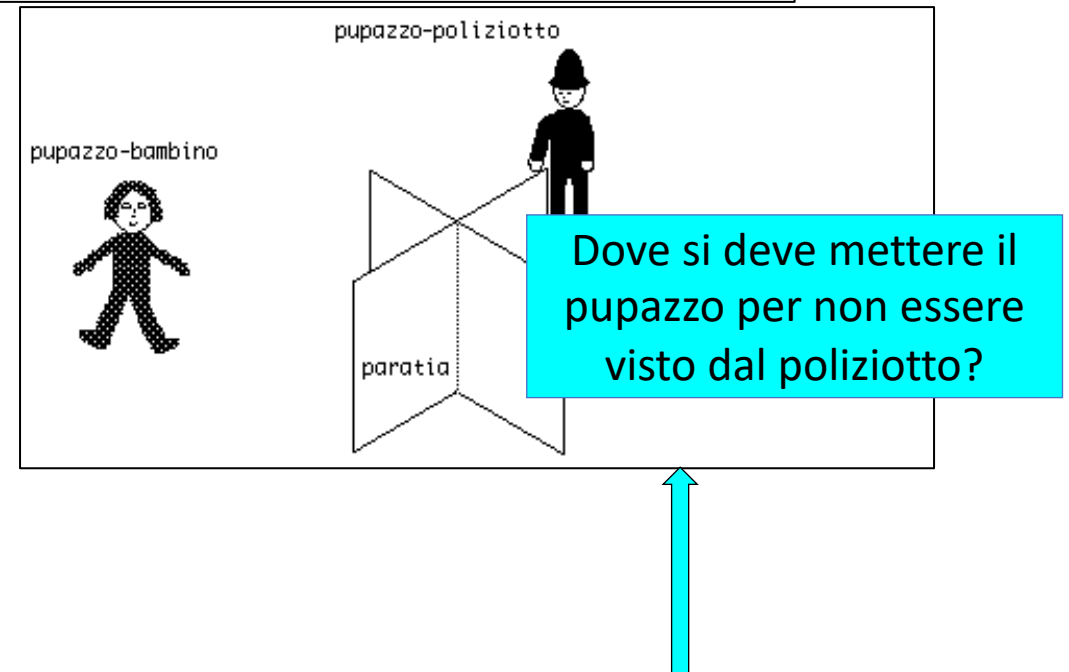 pupazzo-poliziotto
pupazzo-bambino
Dove si deve mettere il
pupazzo per non essere
visto dal poliziotto?
paratia